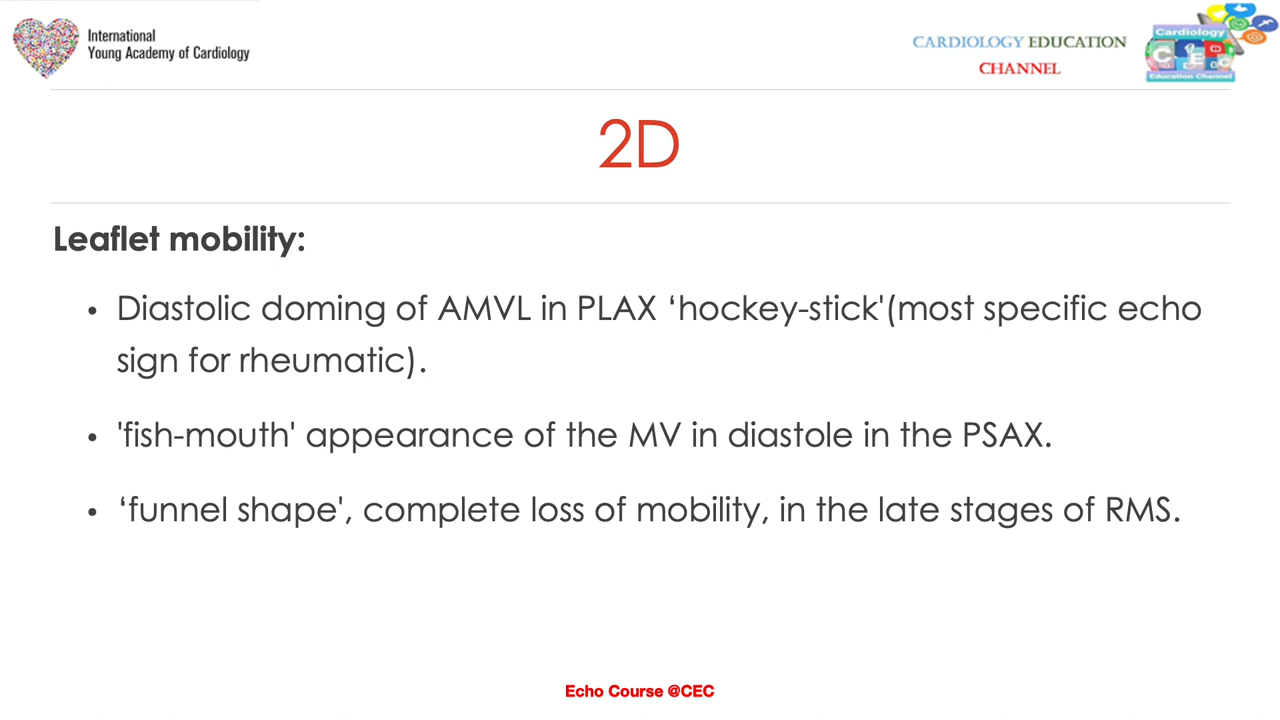 International
Young Academy of Cardiology
CARDIOLOGY EDUCATION
CHANNEL
Cardiology
C E C
Education Channel
2D
Leaflet mobility:
• Diastolic doming of AMVL in PLAX ‘hockey-stick'(most specific echo
sign for rheumatic).
• 'fish-mouth' appearance of the MV in diastole in the PSAX.
• ‘funnel shape', complete loss of mobility, in the late stages of RMS.
Echo Course @CEC